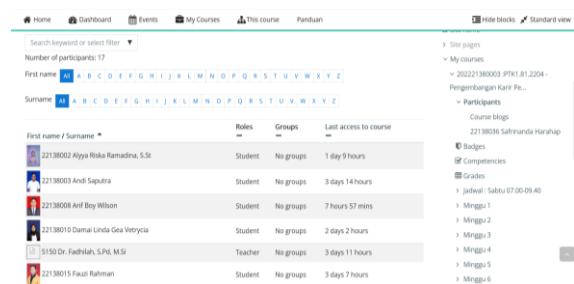 Home Dashboard Events My Courses This course Panduan Hide blocks Standard view
Search keyword or select filter ▼
Number of participants: 17
First name All A B C D E F G H I J K L M N O P Q R S T U V W X Y Z
Surname All A B C D E F G H I J K L M N O P Q R S T U V W X Y Z
First name / Surname Roles Groups Last access to course
22138002 Alyya Riska Ramadina, S.St Student No groups 1 day 9 hours
22138003 Andi Saputra Student No groups 3 days 14 hours
22138008 Arif Boy Wilson Student No groups 7 hours 57 mins
22138010 Damai Linda Gea Vetrycia Student No groups 2 days 2 hours
5150 Dr. Fadhilah, S.Pd, M.Si Teacher No groups 3 days 11 hours
22138015 Fauzi Rahman Student No groups 3 days 7 hours
Site pages
My courses
202221380003 :PTK1.81.2204 -
Pengembangan Karir Pe...
Participants
Course blogs
22138036 Safrinanda Harahap
Badges
Competencies
Grades
Jadwal : Sabtu 07.00-09.40
Minggu 1
Minggu 2
Minggu 3
Minggu 4
Minggu 5
Minggu 6